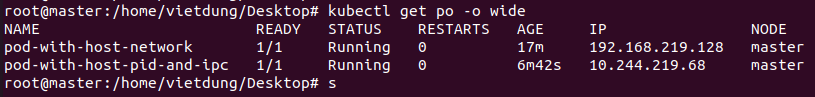 root@master:/home/vietdung/Desktop# kubectl get po -o wide
NAME READY STATUS RESTARTS AGE IP NODE
pod-with-host-network 1/1 Running 0 17m 192.168.219.128 master
pod-with-host-pid-and-ipc 1/1 Running 0 6m42s 10.244.219.68 master
root@master:/home/vietdung/Desktop# s